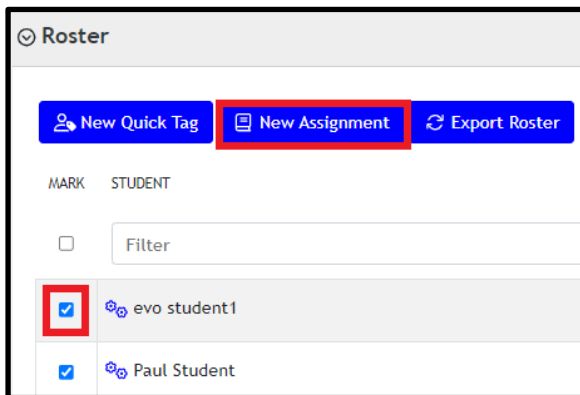 Roster
New Quick Tag New Assignment Export Roster
MARK STUDENT
Filter
evo student1
Paul Student